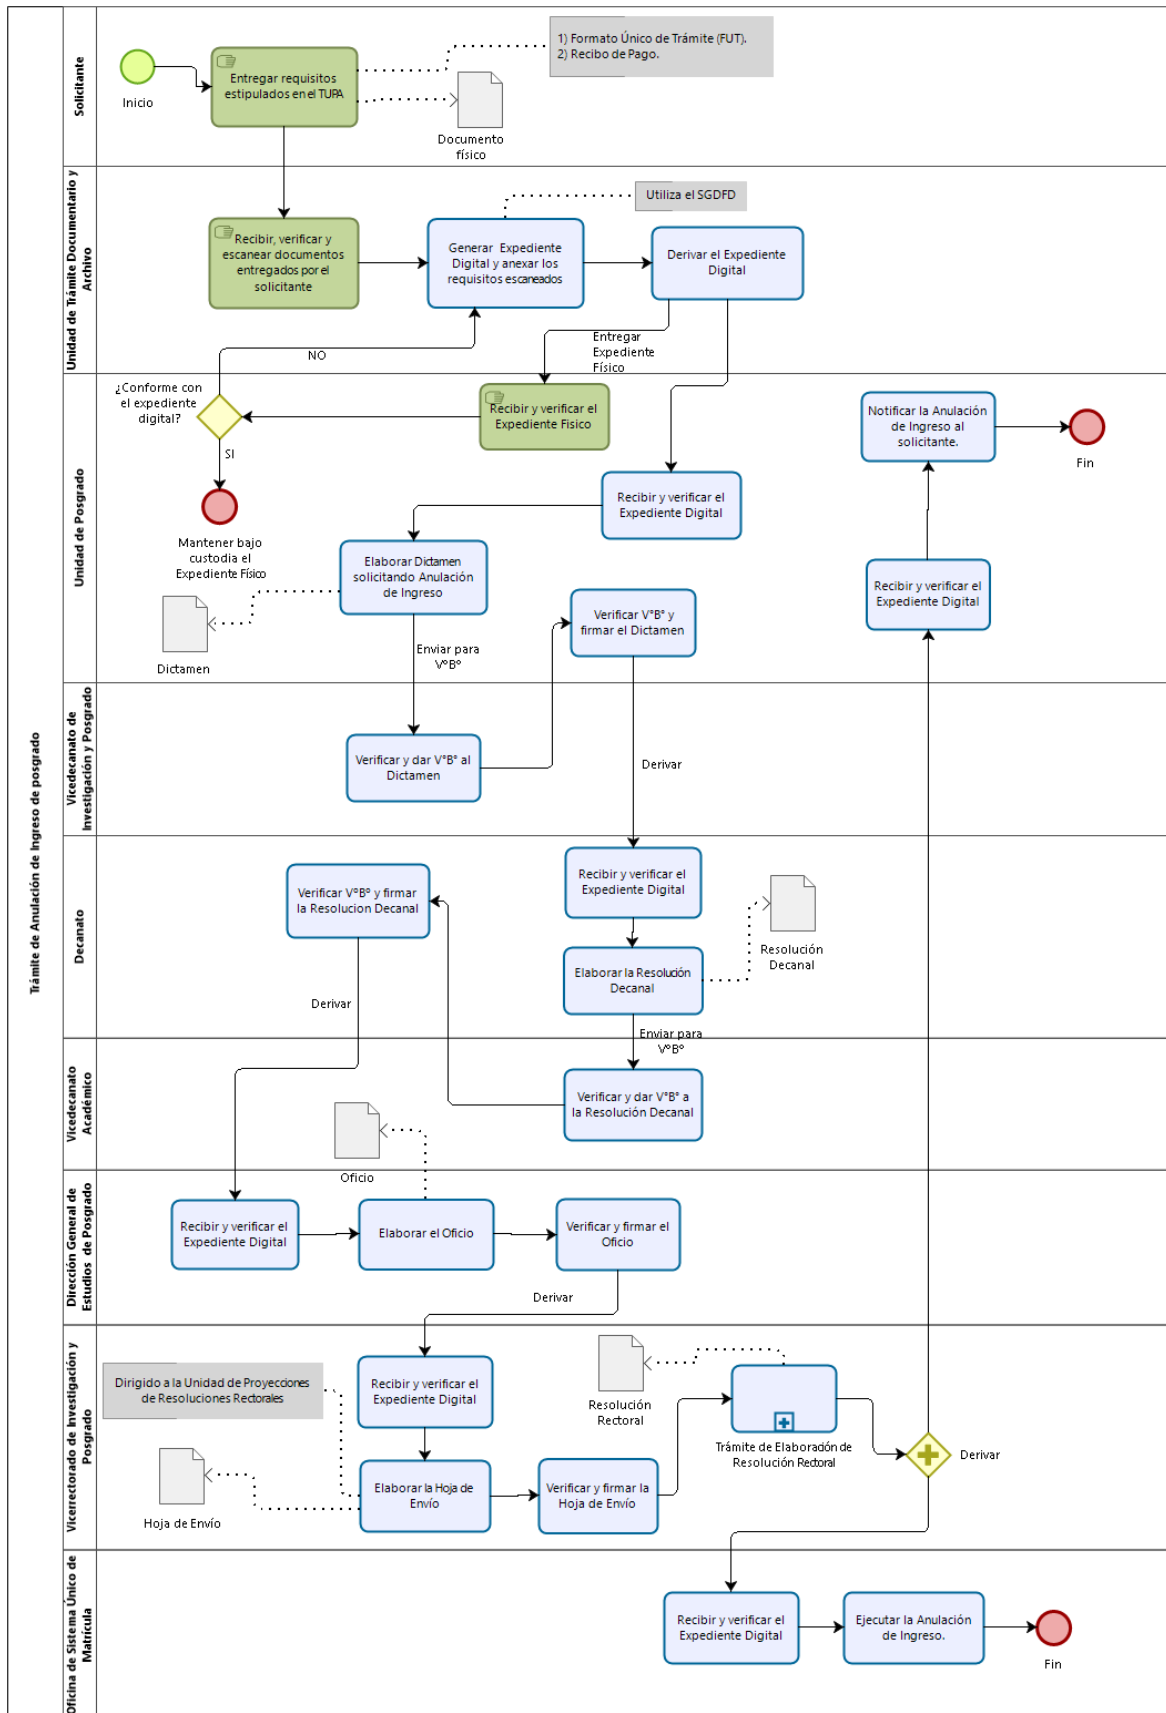 Trámite de Anulación de Ingreso de posgrado
Solicitante
Inicio
Entregar requisitos
estipulados en el TUPA
1) Formato Único de Trámite (FUT).
2) Recibo de Pago.
Documento
físico
Unidad de Trámite Documentario y
Archivo
Recibir, verificar y
escanear documentos
entregados por el
solicitante
Utiliza el SGDFD
Generar Expediente
Digital y anexar los
requisitos escaneados
Derivar el Expediente
Digital
NO
Entregar
Expediente
Físico
Unidad de Posgrado
¿Conforme con
el expediente
digital?
SI
Recibir y verificar el
Expediente Fisico
Mantener bajo
custodia el
Expediente Físico
Recibir y verificar el
Expediente Digital
Notificar la Anulación
de Ingreso al
solicitante.
Fin
Elaborar Dictamen
solicitando Anulación
de Ingreso
Dictamen
Enviar para
V°B°
Verificar V°B° y
firmar el Dictamen
Recibir y verificar el
Expediente Digital
Vicedecanato de
Investigación y Posgrado
Verificar y dar V°B° al
Dictamen
Derivar
Decanato
Verificar V°B° y firmar
la Resolucion Decanal
Recibir y verificar el
Expediente Digital
Resolución
Decanal
Elaborar la Resolución
Decanal
Derivar
Enviar para
V°B°
Vicedecanato
Académico
Verificar y dar V°B° a
la Resolución Decanal
Oficio
Dirección General de
Estudios de Posgrado
Recibir y verificar el
Expediente Digital
Elaborar el Oficio
Verificar y firmar el
Oficio
Derivar
Vicerrectorado de Investigación y
Posgrado
Dirigido a la Unidad de Proyecciones
de Resoluciones Rectorales
Recibir y verificar el
Expediente Digital
Resolución
Rectoral
Trámite de Elaboración de
Resolución Rectoral
Derivar
Hoja de Envío
Elaborar la Hoja de
Envío
Verificar y firmar la
Hoja de Envío
Oficina de Sistema Único de
Matrícula
Recibir y verificar el
Expediente Digital
Ejecutar la Anulación
de Ingreso.
Fin